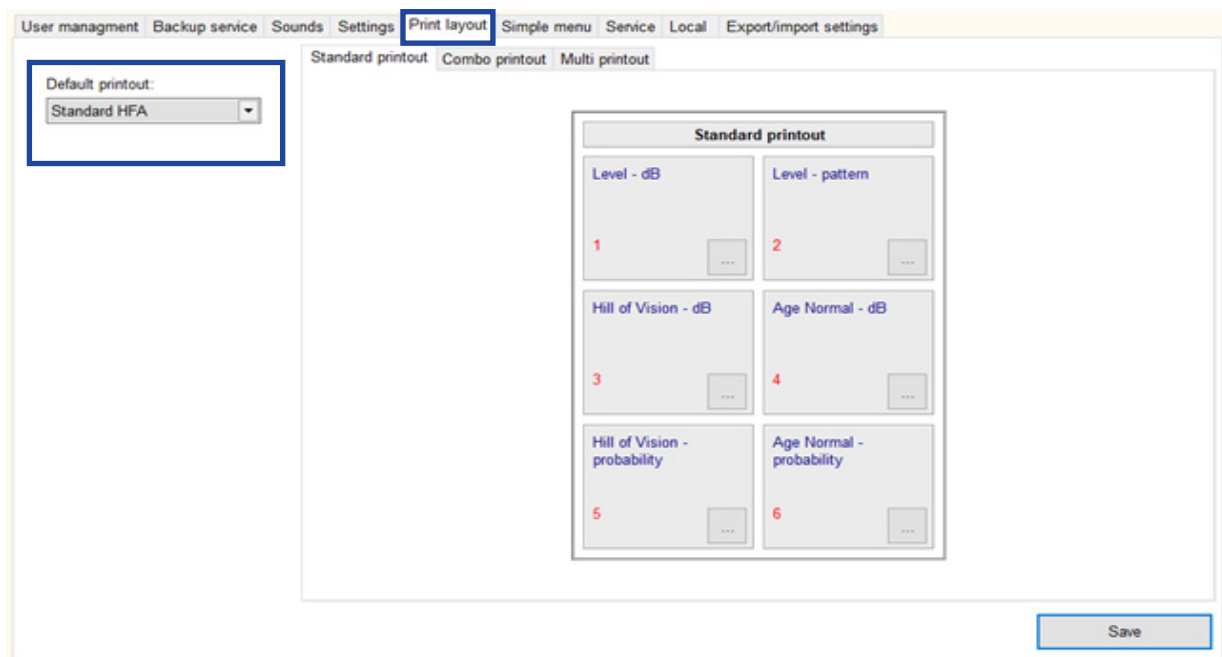 User managment Backup service Sounds Settings Print layout Simple menu Service Local Export/import settings
Standard printout Combo printout Multi printout
Default printout:
Standard HFA
Standard printout
Level - dB
1
...
Level - pattern
2
...
Hill of Vision - dB
3
...
Age Normal - dB
4
...
Hill of Vision -
probability
5
...
Age Normal -
probability
6
...
Save